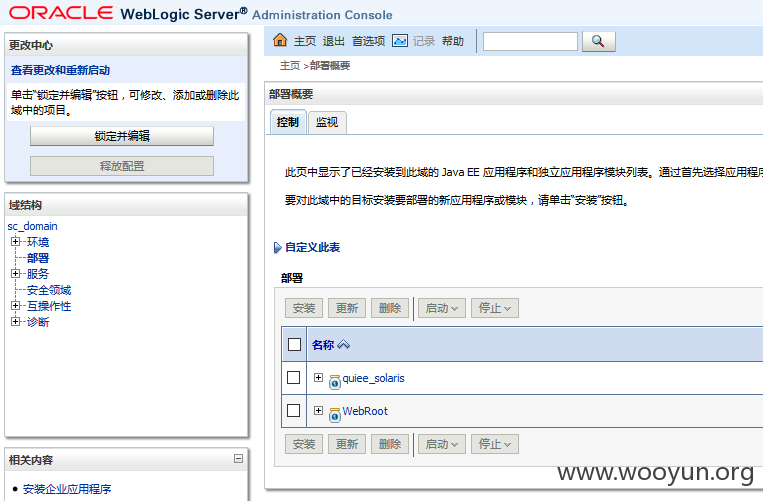 ORACLE WebLogic Server® Administration Console
更改中心
查看更改和重新启动
单击“锁定并编辑”按钮，可修改、添加或删除此
域中的项目。
锁定并编辑
释放配置
域结构
sc_domain
环境
部署
服务
安全领域
互操作性
诊断
相关内容
安装企业应用程序
主页 退出 首选项 记录 帮助
主页 >部署概要
部署概要
控制 监视
此页中显示了已经安装到此域的 Java EE 应用程序和独立应用程序模块列表。通过首先选择应用程序
要对此域中的目标安装要部署的新应用程序或模块，请单击“安装”按钮。
自定义此表
部署
安装 更新 删除 启动 停止
名称
quiee_solaris
WebRoot
安装 更新 删除 启动 停止
www.wooyun.org